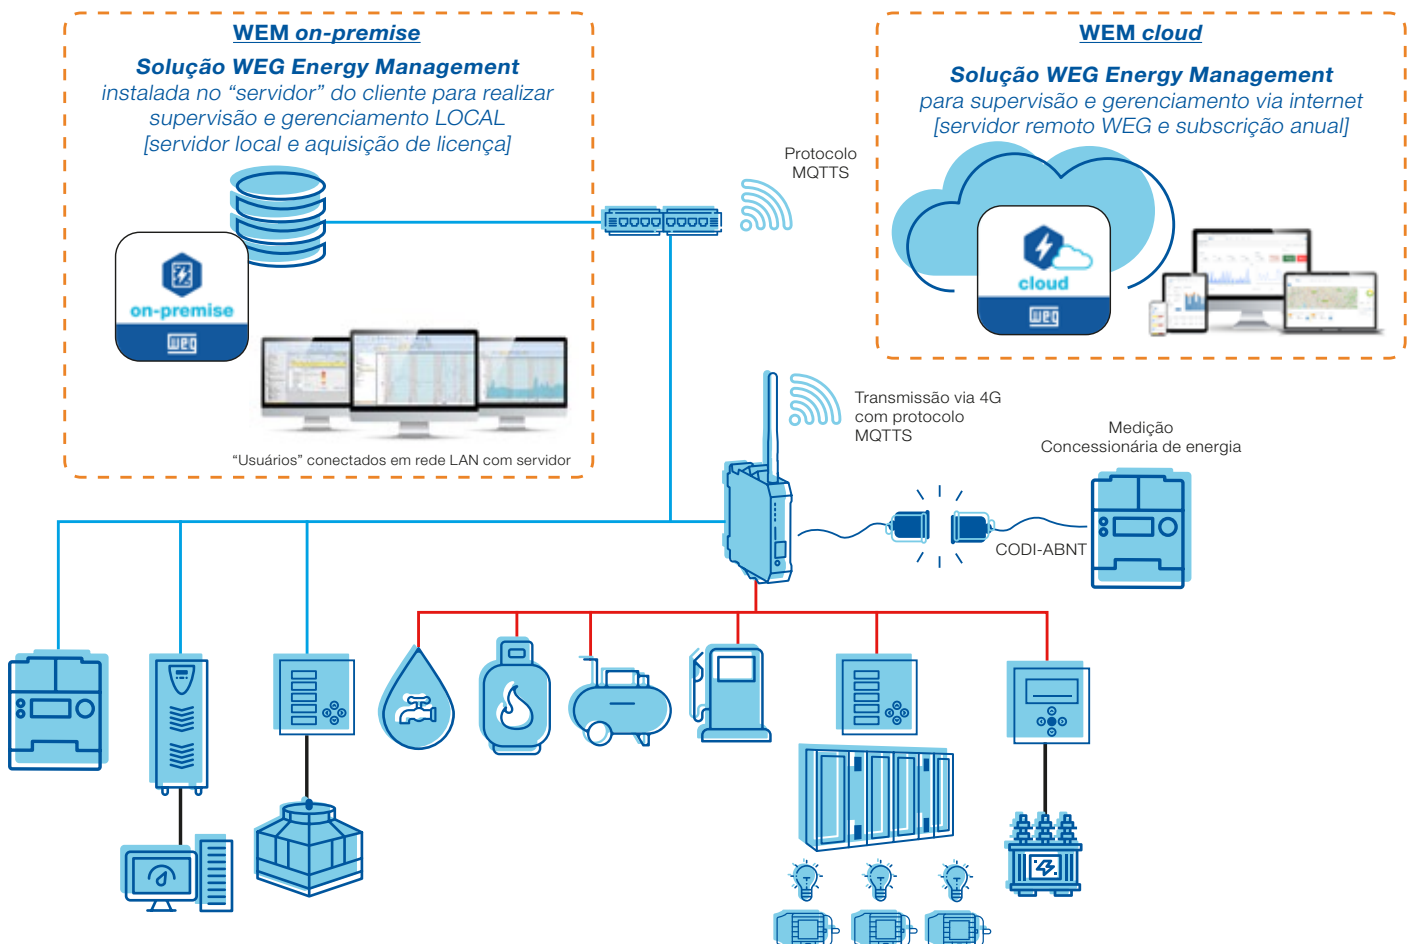 WEM on-premise
Solução WEG Energy Management
instalada no “servidor” do cliente para realizar
supervisão e gerenciamento LOCAL
[servidor local e aquisição de licença]
on-premise
weg
“Usuários” conectados em rede LAN com servidor
Protocolo
MQTTS
WEM cloud
Solução WEG Energy Management
para supervisão e gerenciamento via internet
[servidor remoto WEG e subscrição anual]
cloud
weg
Transmissão via 4G
com protocolo
MQTTS
Medição
Concessionária de energia
CODI-ABNT